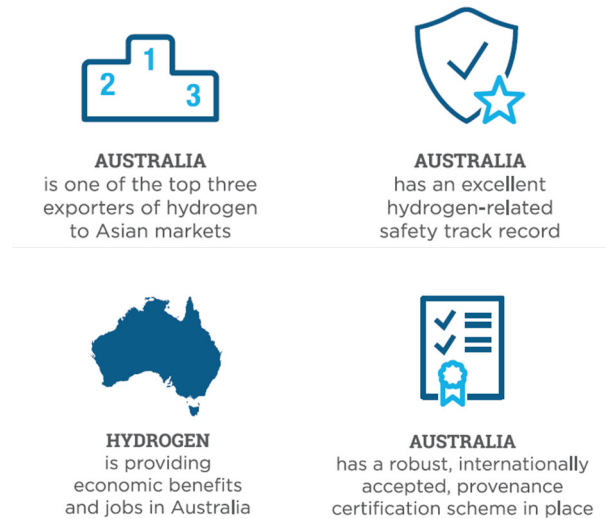 1
2
3
AUSTRALIA
is one of the top three
exporters of hydrogen
to Asian markets
AUSTRALIA
has an excellent
hydrogen-related
safety track record
HYDROGEN
is providing
economic benefits
and jobs in Australia
AUSTRALIA
has a robust, internationally
accepted, provenance
certification scheme in place